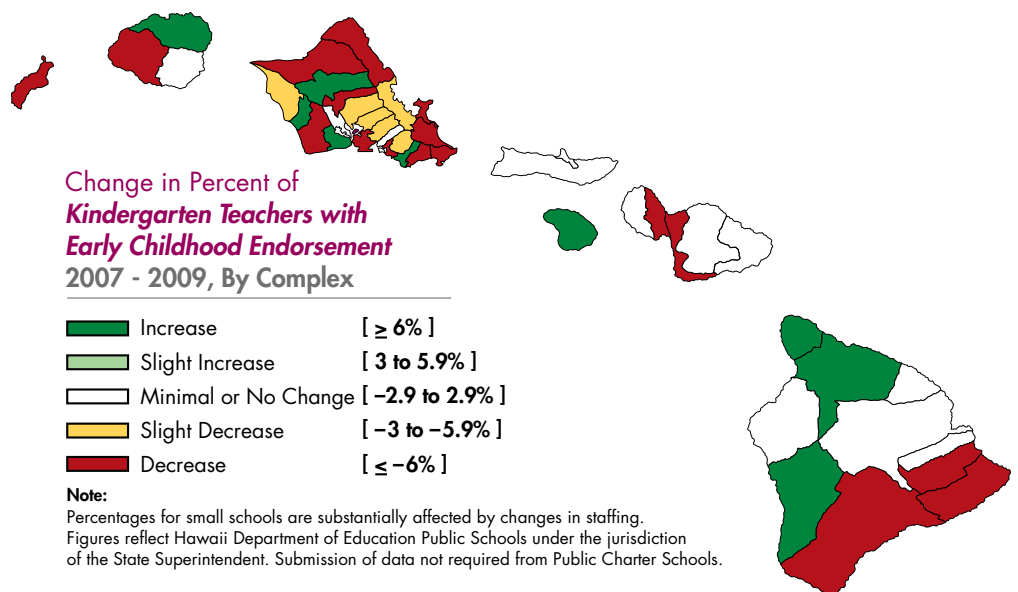 Change in Percent of
Kindergarten Teachers with
Early Childhood Endorsement
2007 - 2009, By Complex
Increase [ ≥ 6% ]
Slight Increase [ 3 to 5.9% ]
Minimal or No Change [ –2.9 to 2.9% ]
Slight Decrease [ –3 to –5.9% ]
Decrease [ ≤ –6% ]
Note:
Percentages for small schools are substantially affected by changes in staffing.
Figures reflect Hawaii Department of Education Public Schools under the jurisdiction
of the State Superintendent. Submission of data not required from Public Charter Schools.